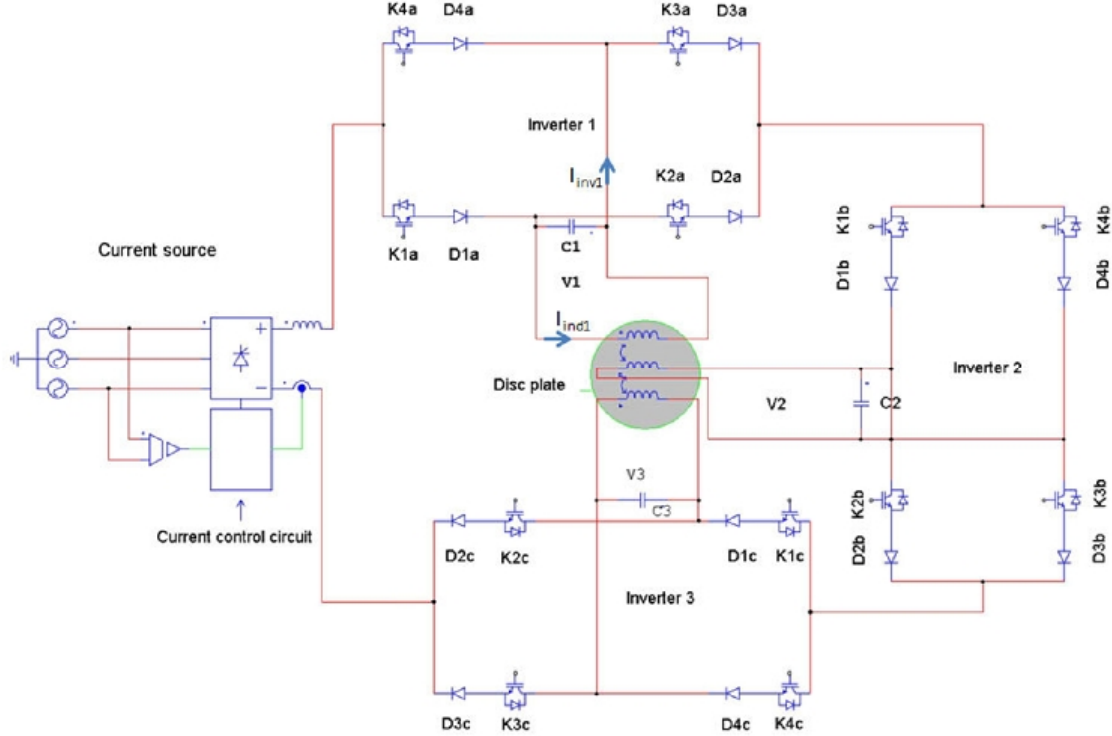 K4a D4a K3a D3a
Inverter 1
I inv1
K2a D2a
K1a D1a
C1
V1
Current source
I ind1
Disc plate
+
−
Current control circuit
K1b
K4b
D1b
D4b
Inverter 2
V2
C2
K2b
K3b
D2b
D3b
V3
C3
D2c K2c D1c K1c
Inverter 3
D3c K3c D4c K4c